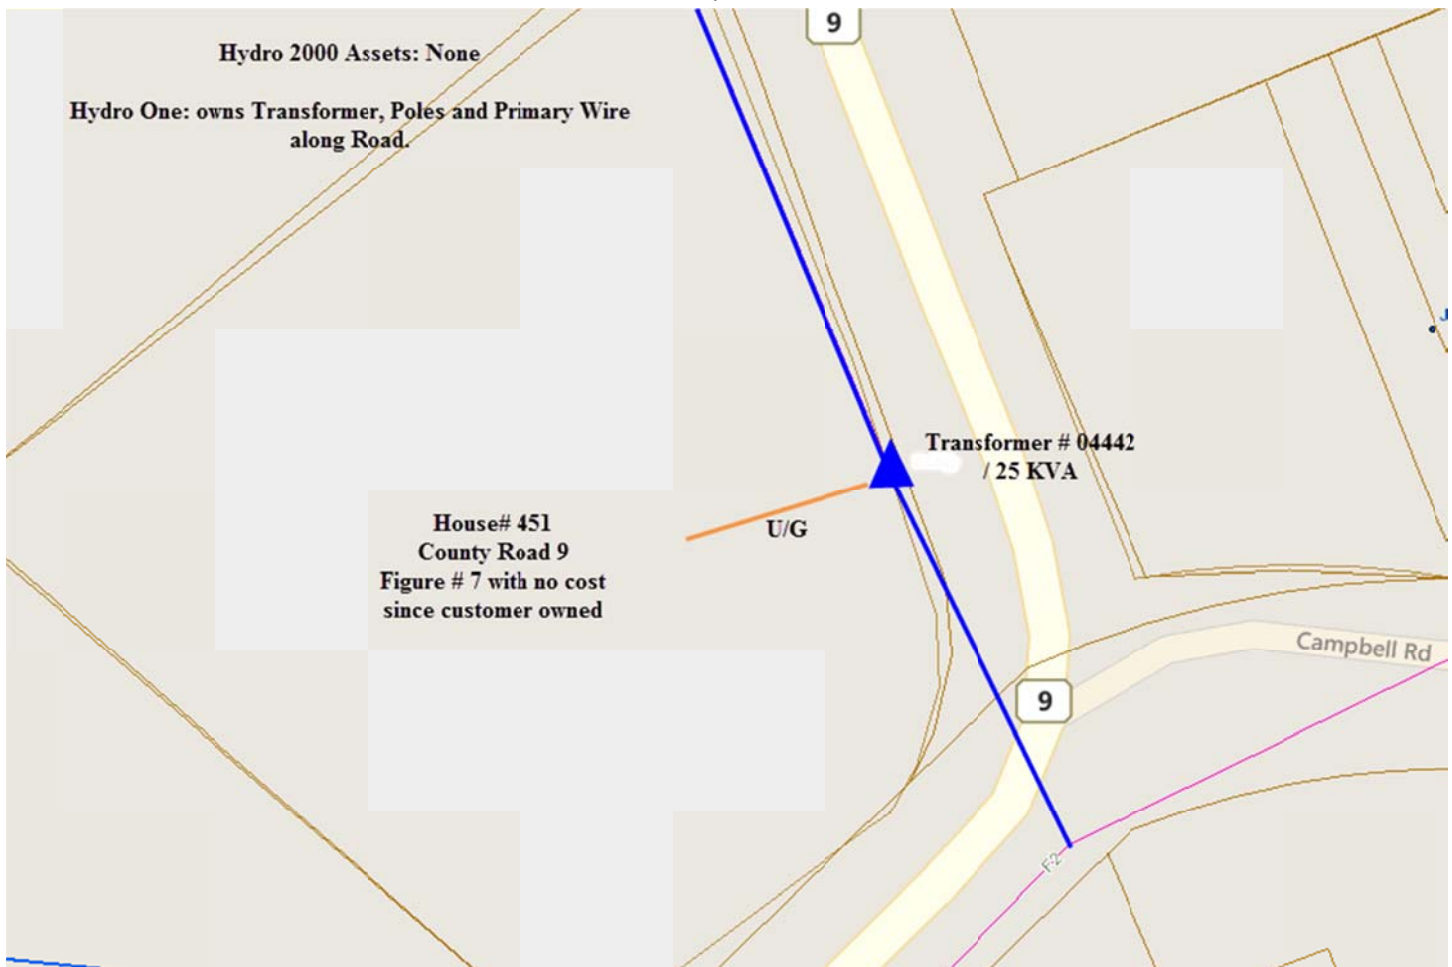 9
Hydro 2000 Assets: None
Hydro One: owns Transformer, Poles and Primary Wire
along Road.
J
Transformer # 04442
/ 25 KVA
House# 451
County Road 9
Figure # 7 with no cost
since customer owned
U/G
Campbell Rd
9
F2